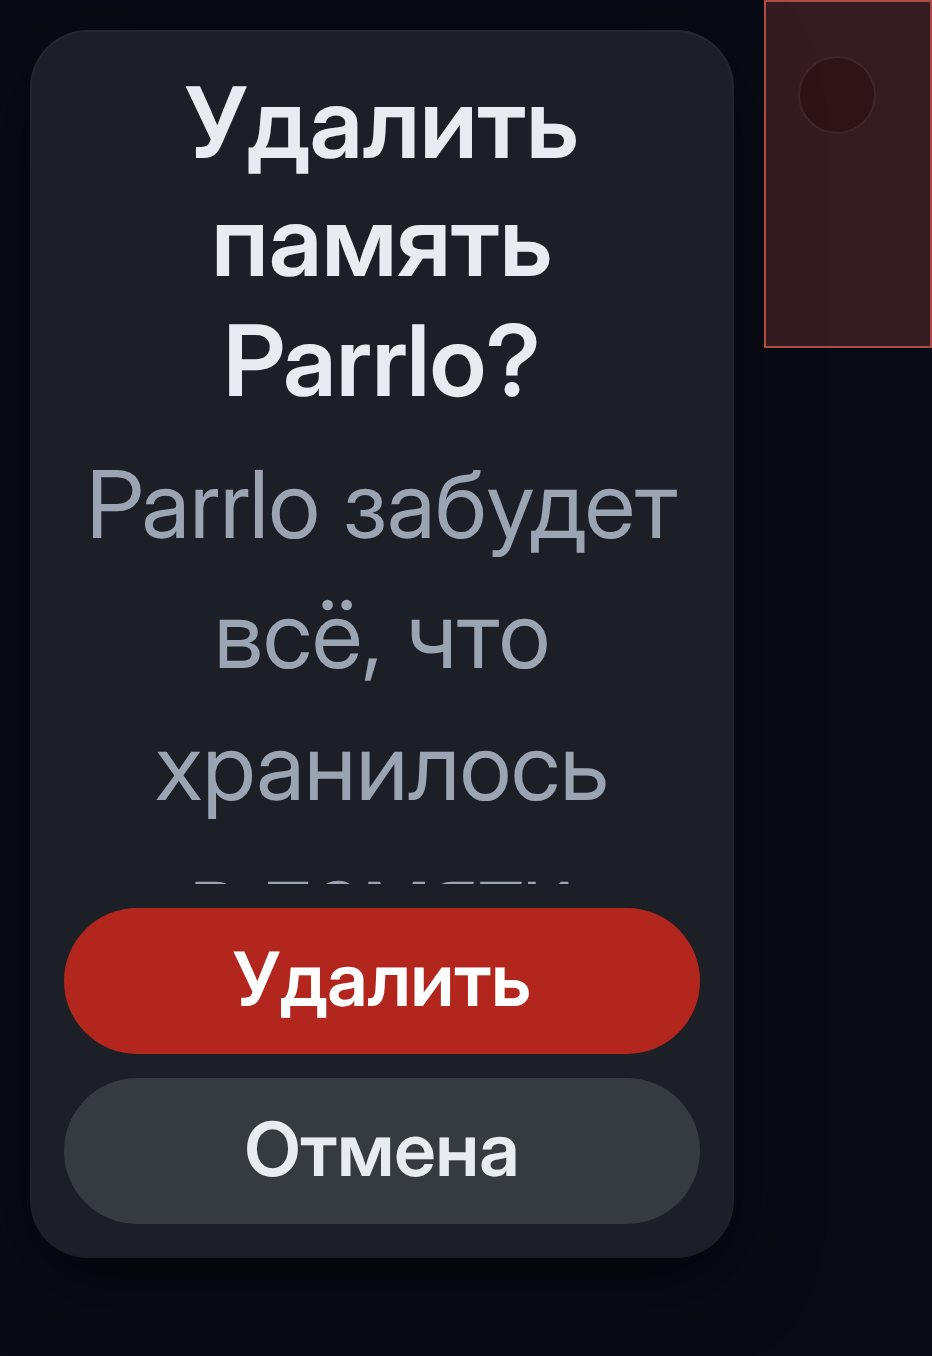 Удалить
память
Parrlo?
Parrlo забудет
всё, что
хранилось
Удалить
Отмена